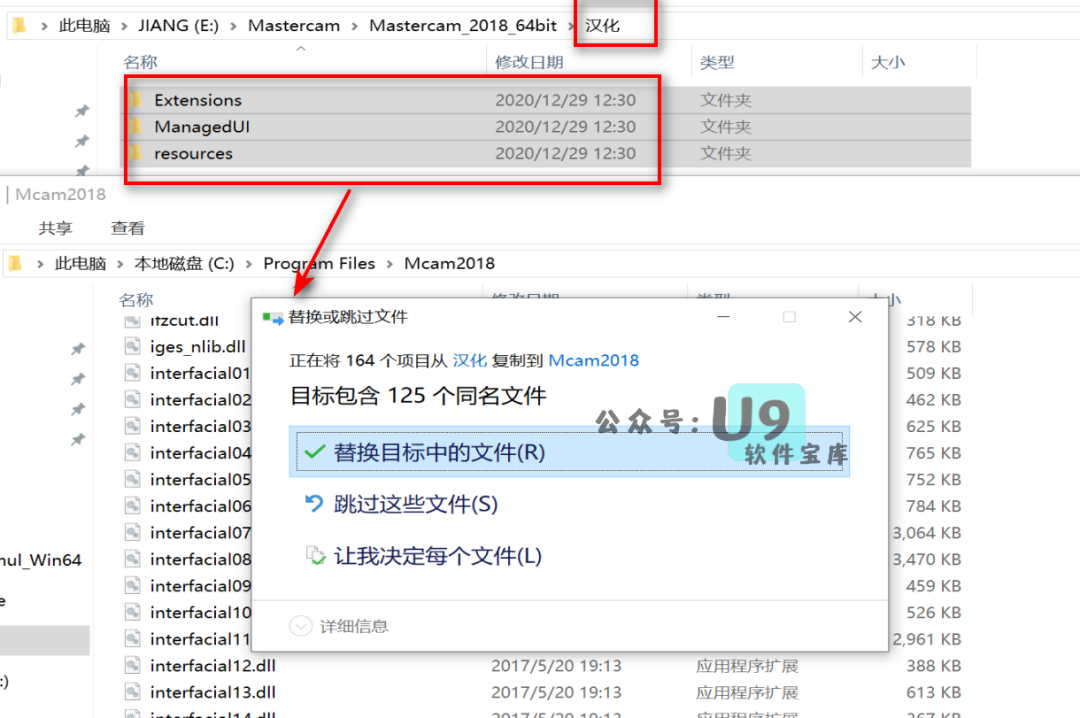 此电脑 › JIANG (E:) › Mastercam › Mastercam_2018_64bit › 汉化
名称 修改日期 类型 大小
Extensions 2020/12/29 12:30 文件夹
ManagedUI 2020/12/29 12:30 文件夹
resources 2020/12/29 12:30 文件夹
| Mcam2018
共享 查看
此电脑 › 本地磁盘 (C:) › Program Files › Mcam2018
名称 修改日期 类型 大小
ifzcut.dll 318 KB
iges_nlib.dll 578 KB
interfacial01 509 KB
interfacial02 462 KB
interfacial03 625 KB
interfacial04 765 KB
interfacial05 752 KB
interfacial06 784 KB
interfacial07 3,064 KB
interfacial08 3,470 KB
interfacial09 459 KB
interfacial10 526 KB
interfacial11 2,961 KB
interfacial12.dll 2017/5/20 19:13 应用程序扩展 388 KB
interfacial13.dll 2017/5/20 19:13 应用程序扩展 613 KB
interfacial14.dll 2017/5/20 19:13 应用程序扩展 367 KB
mul_Win64
替换或跳过文件
正在将 164 个项目从 汉化 复制到 Mcam2018
目标包含 125 个同名文件
公众号:U9
软件宝库
替换目标中的文件(R)
跳过这些文件(S)
让我决定每个文件(L)
详细信息